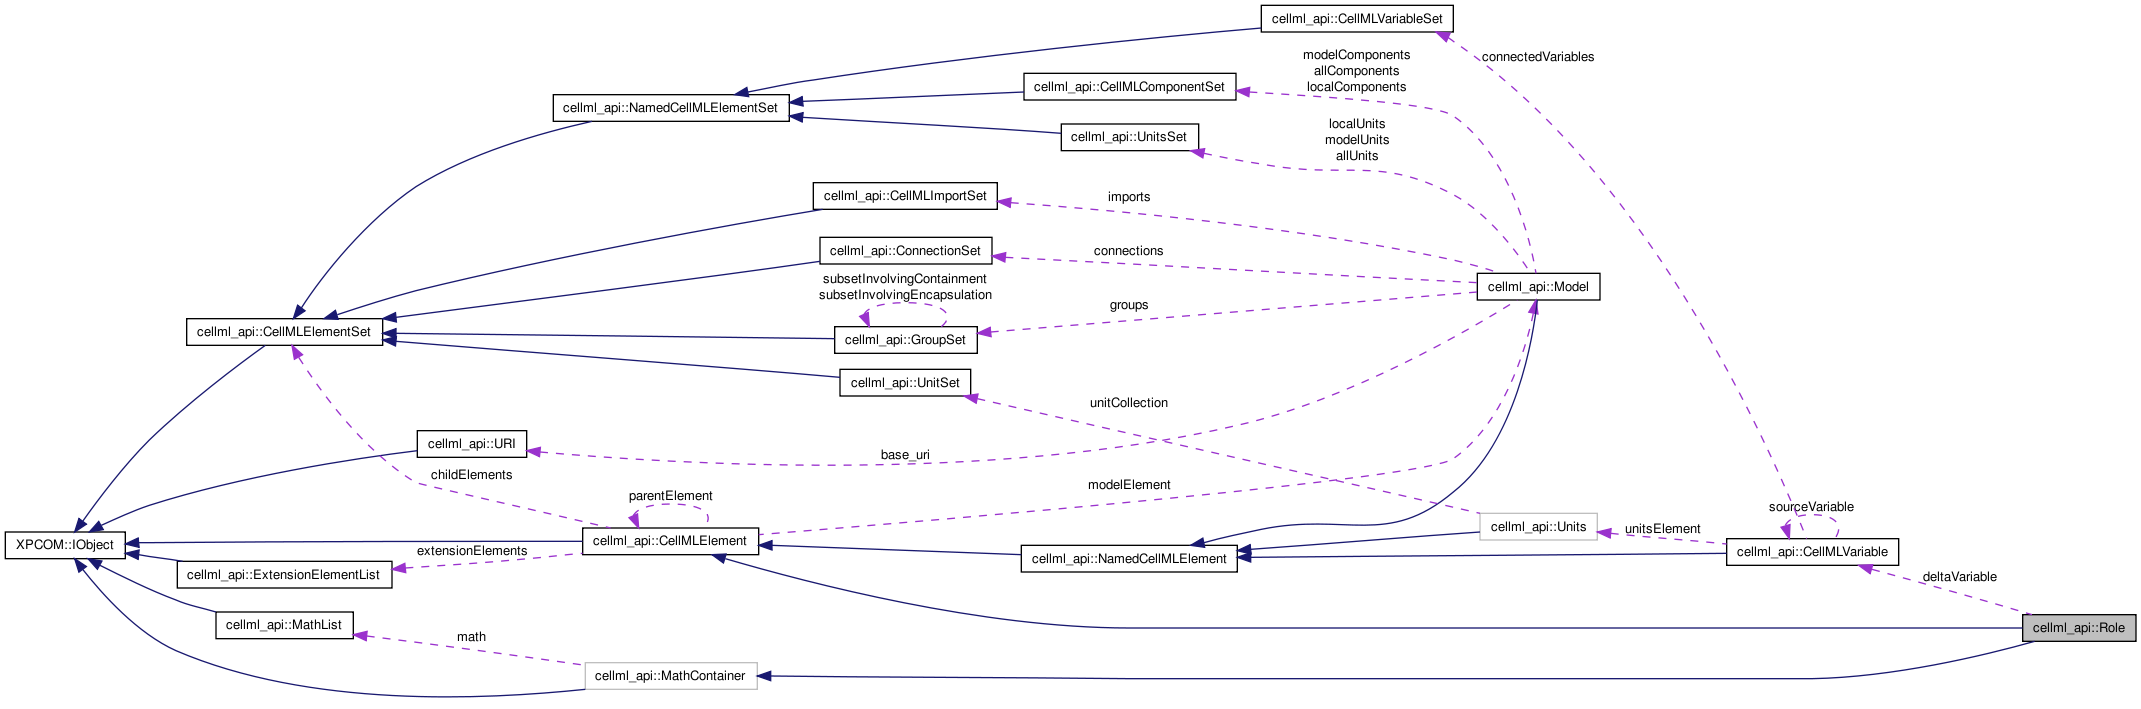 cellml_api::CellMLVariableSet
connectedVariables
modelComponents
allComponents
localComponents
cellml_api::CellMLComponentSet
cellml_api::NamedCellMLElementSet
localUnits
modelUnits
allUnits
cellml_api::UnitsSet
cellml_api::CellMLImportSet
imports
cellml_api::ConnectionSet
connections
subsetInvolvingContainment
subsetInvolvingEncapsulation
cellml_api::Model
groups
cellml_api::CellMLElementSet
cellml_api::GroupSet
cellml_api::UnitSet
unitCollection
cellml_api::URI
base_uri
childElements
modelElement
parentElement
sourceVariable
cellml_api::Units
unitsElement
XPCOM::IObject
cellml_api::CellMLElement
extensionElements
cellml_api::NamedCellMLElement
cellml_api::CellMLVariable
cellml_api::ExtensionElementList
deltaVariable
cellml_api::MathList
cellml_api::Role
math
cellml_api::MathContainer